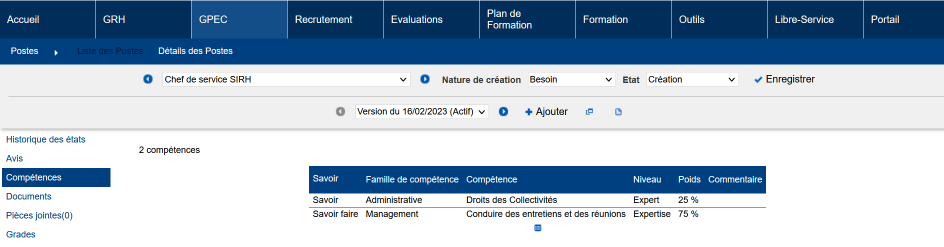 Accueil GRH GPEC Recrutement Evaluations Plan de Formation Formation Outils Libre-Service Portail
Postes Liste des Postes Détails des Postes
Chef de service SIRH Nature de création Besoin Etat Création Enregistrer
Version du 16/02/2023 (Actif) Ajouter
Historique des états
Avis
Compétences
Documents
Pièces jointes(0)
Grades
2 compétences
Savoir Famille de compétence Compétence Niveau Poids Commentaire
Savoir Administrative Droits des Collectivités Expert 25 %
Savoir faire Management Conduire des entretiens et des réunions Expertise 75 %